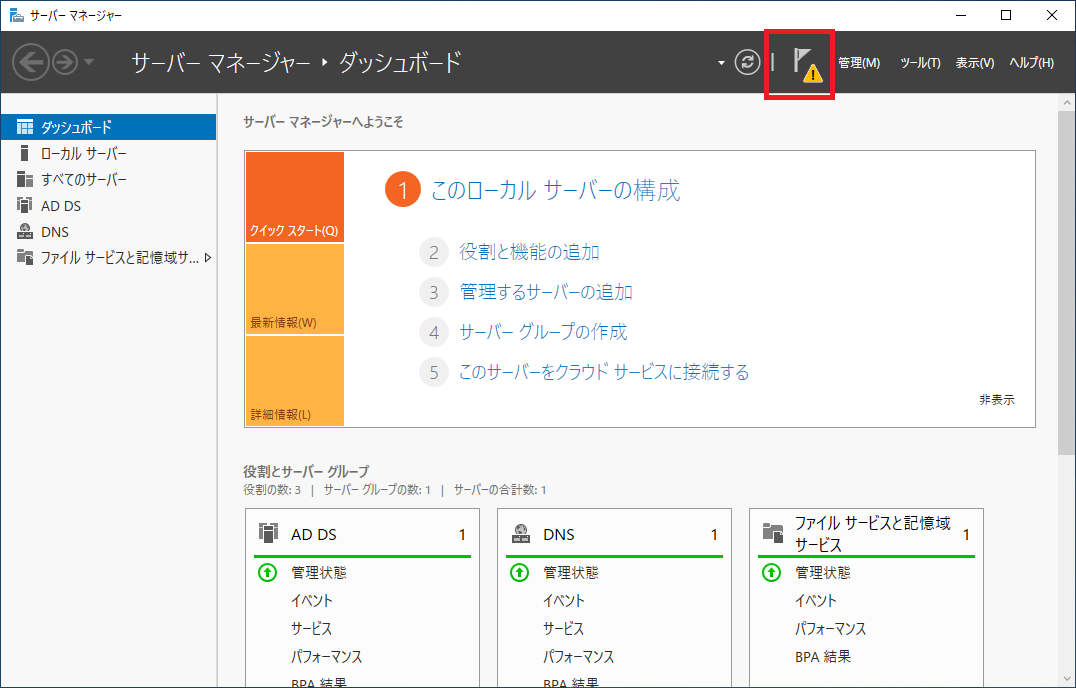 サーバー マネージャー
サーバー マネージャー ‣ ダッシュボード
管理(M) ツール(T) 表示(V) ヘルプ(H)
ダッシュボード
ローカル サーバー
すべてのサーバー
AD DS
DNS
ファイル サービスと記憶域サ...
サーバー マネージャーへようこそ
クイック スタート(Q)
最新情報(W)
詳細情報(L)
1 このローカル サーバーの構成
2 役割と機能の追加
3 管理するサーバーの追加
4 サーバー グループの作成
5 このサーバーをクラウド サービスに接続する
非表示
役割とサーバー グループ
役割の数: 3 | サーバー グループの数: 1 | サーバーの合計数: 1
AD DS 1
管理状態
イベント
サービス
パフォーマンス
BPA 結果
DNS 1
管理状態
イベント
サービス
パフォーマンス
BPA 結果
ファイル サービスと記憶域
サービス 1
管理状態
イベント
パフォーマンス
BPA 結果